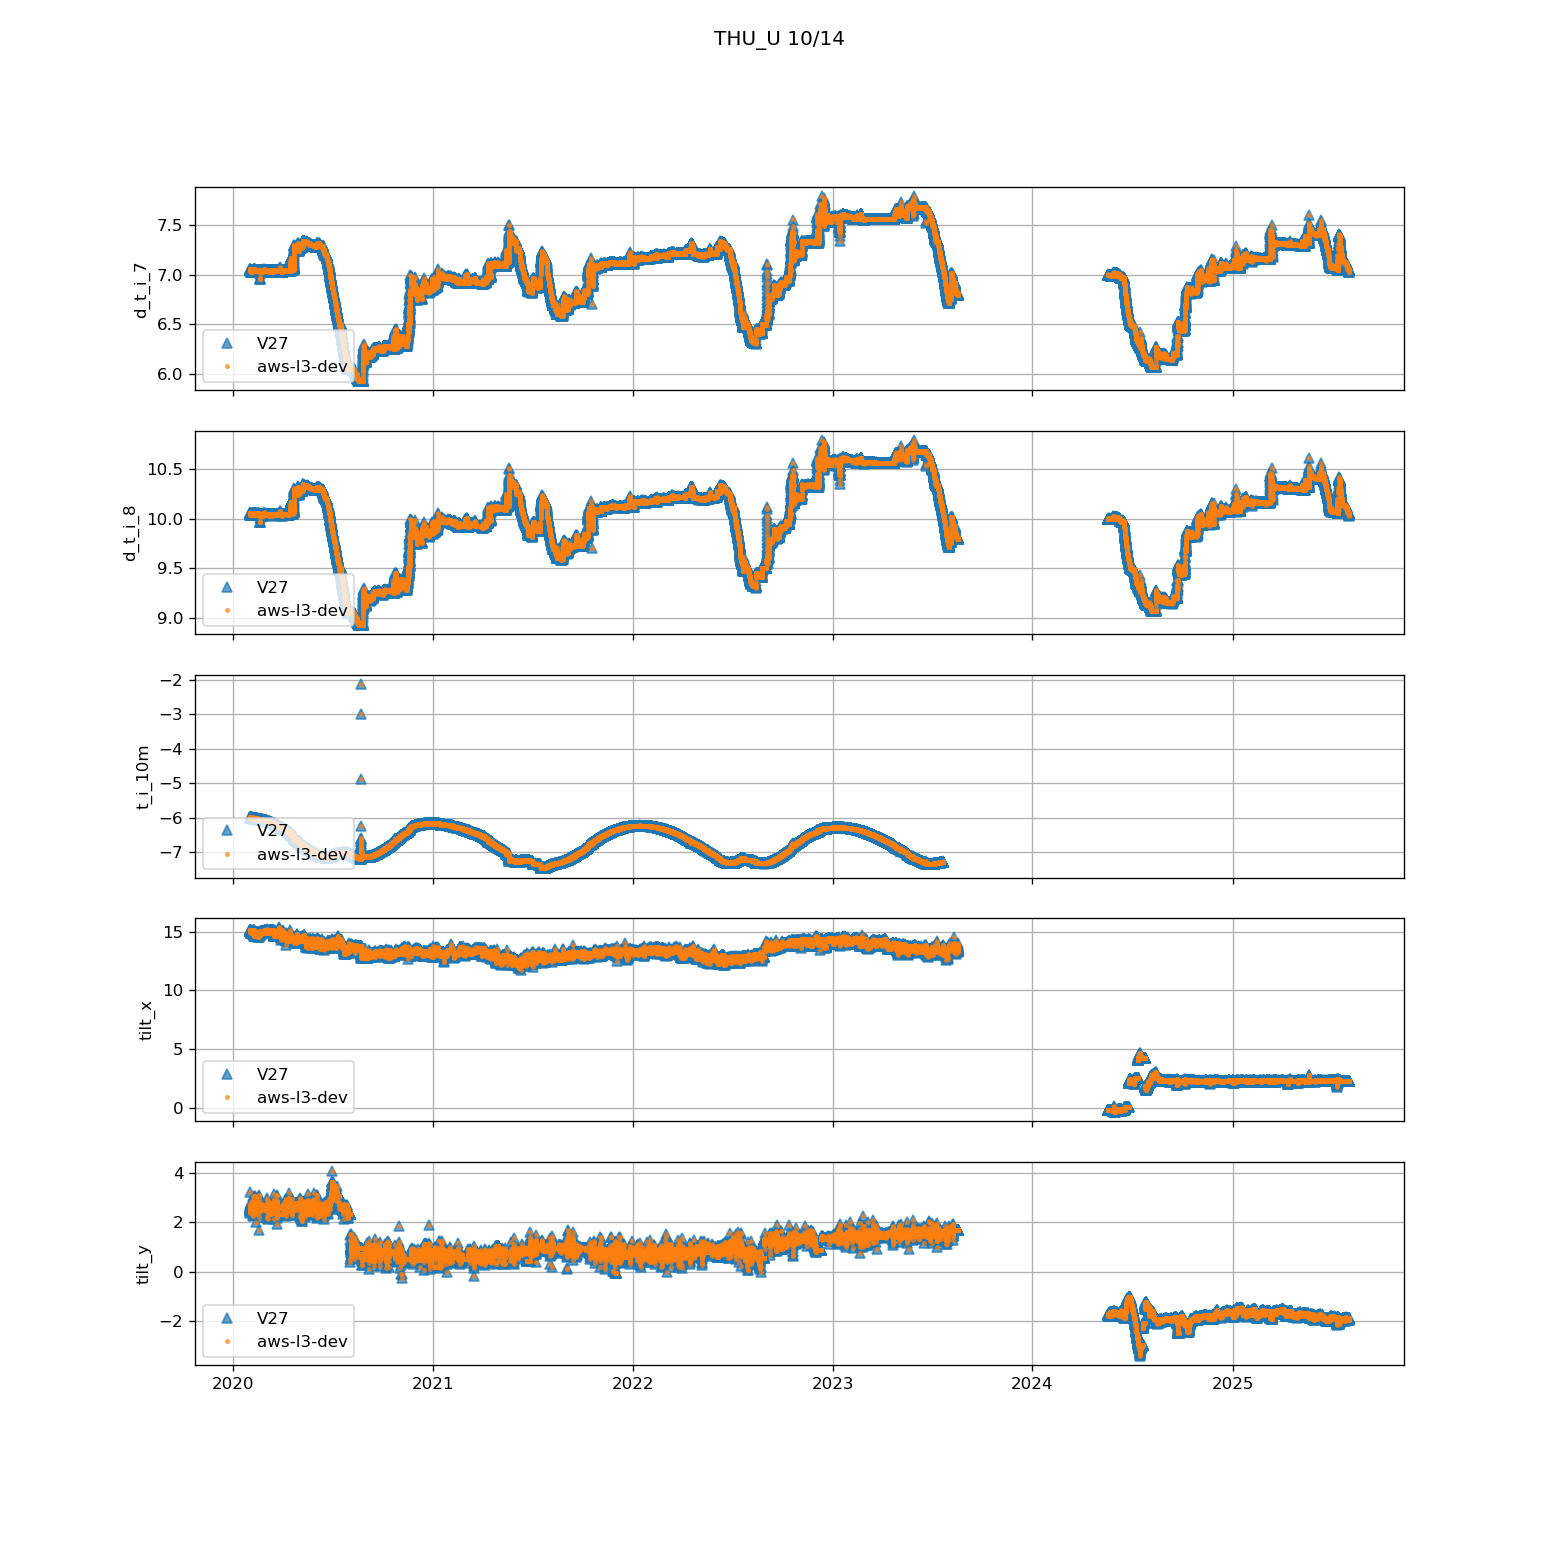 THU_U 10/14
7.5
7.0
6.5
6.0
d_t_i_7
V27
aws-l3-dev
10.5
10.0
9.5
9.0
d_t_i_8
V27
aws-l3-dev
−2
−3
−4
−5
−6
−7
t_i_10m
V27
aws-l3-dev
15
10
5
0
tilt_x
V27
aws-l3-dev
4
2
0
−2
tilt_y
V27
aws-l3-dev
2020 2021 2022 2023 2024 2025